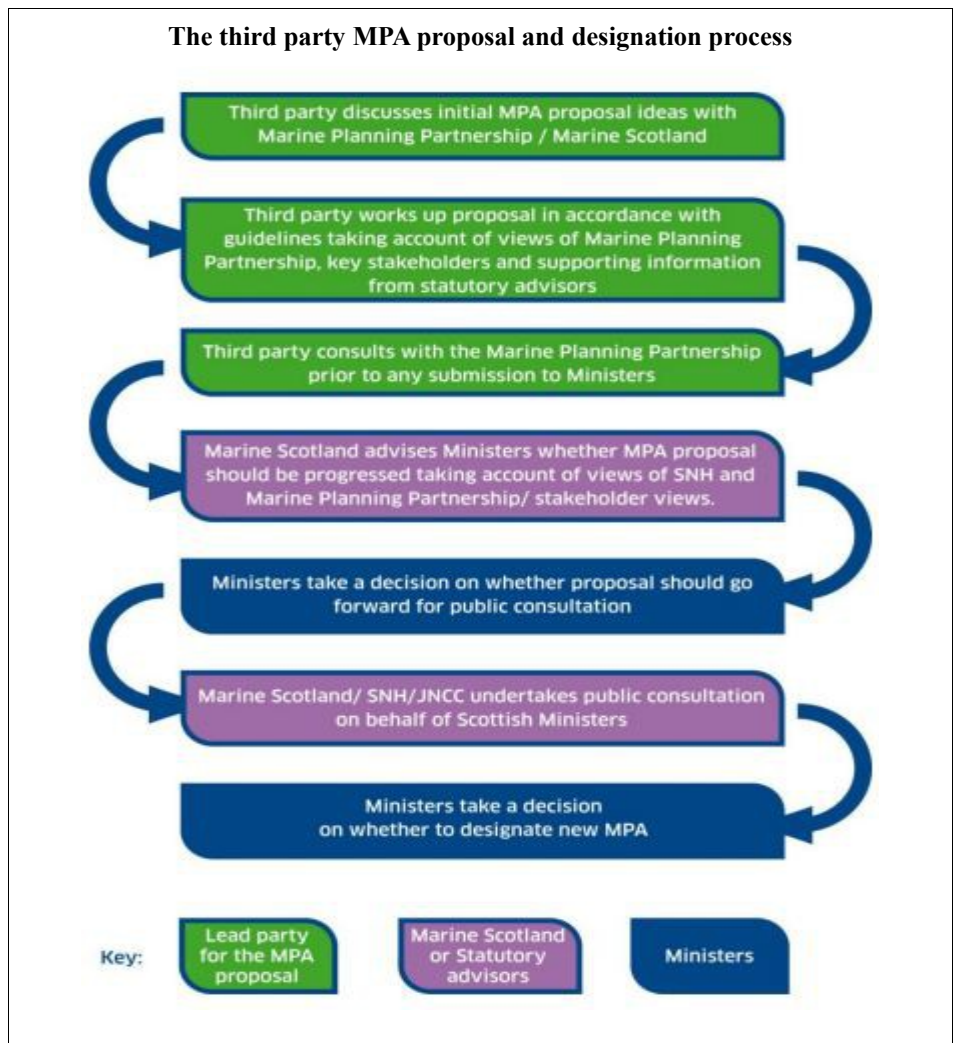 The third party MPA proposal and designation process
Third party discusses initial MPA proposal ideas with
Marine Planning Partnership / Marine Scotland
Third party works up proposal in accordance with
guidelines taking account of views of Marine Planning
Partnership, key stakeholders and supporting information
from statutory advisors
Third party consults with the Marine Planning Partnership
prior to any submission to Ministers
Marine Scotland advises Ministers whether MPA proposal
should be progressed taking account of views of SNH and
Marine Planning Partnership/ stakeholder views.
Ministers take a decision on whether proposal should go
forward for public consultation
Marine Scotland/ SNH/JNCC undertakes public consultation
on behalf of Scottish Ministers
Ministers take a decision
on whether to designate new MPA
Key:
Lead party
for the MPA
proposal
Marine Scotland
or Statutory
advisors
Ministers